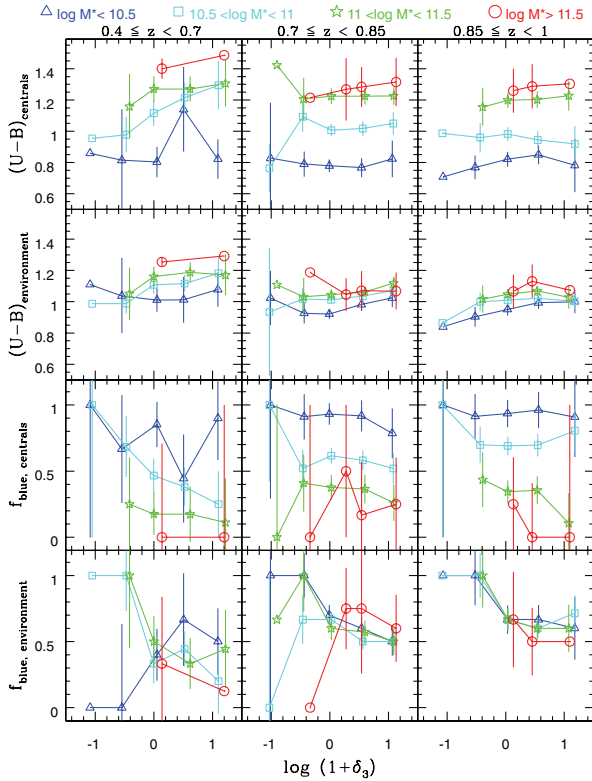 log M* < 10.5 10.5 <log M* < 11 11 <log M* < 11.5 log M* > 11.5
0.4 ≤ z < 0.7 0.7 ≤ z < 0.85 0.85 ≤ z < 1
(U−B)centrals
1.4
1.2
1.0
0.8
0.6
(U−B)environment
1.4
1.2
1.0
0.8
0.6
fblue, centrals
1
0.5
0
fblue, environment
1
0.5
0
-1 0 1 -1 0 1 -1 0 1
log (1+δ3)